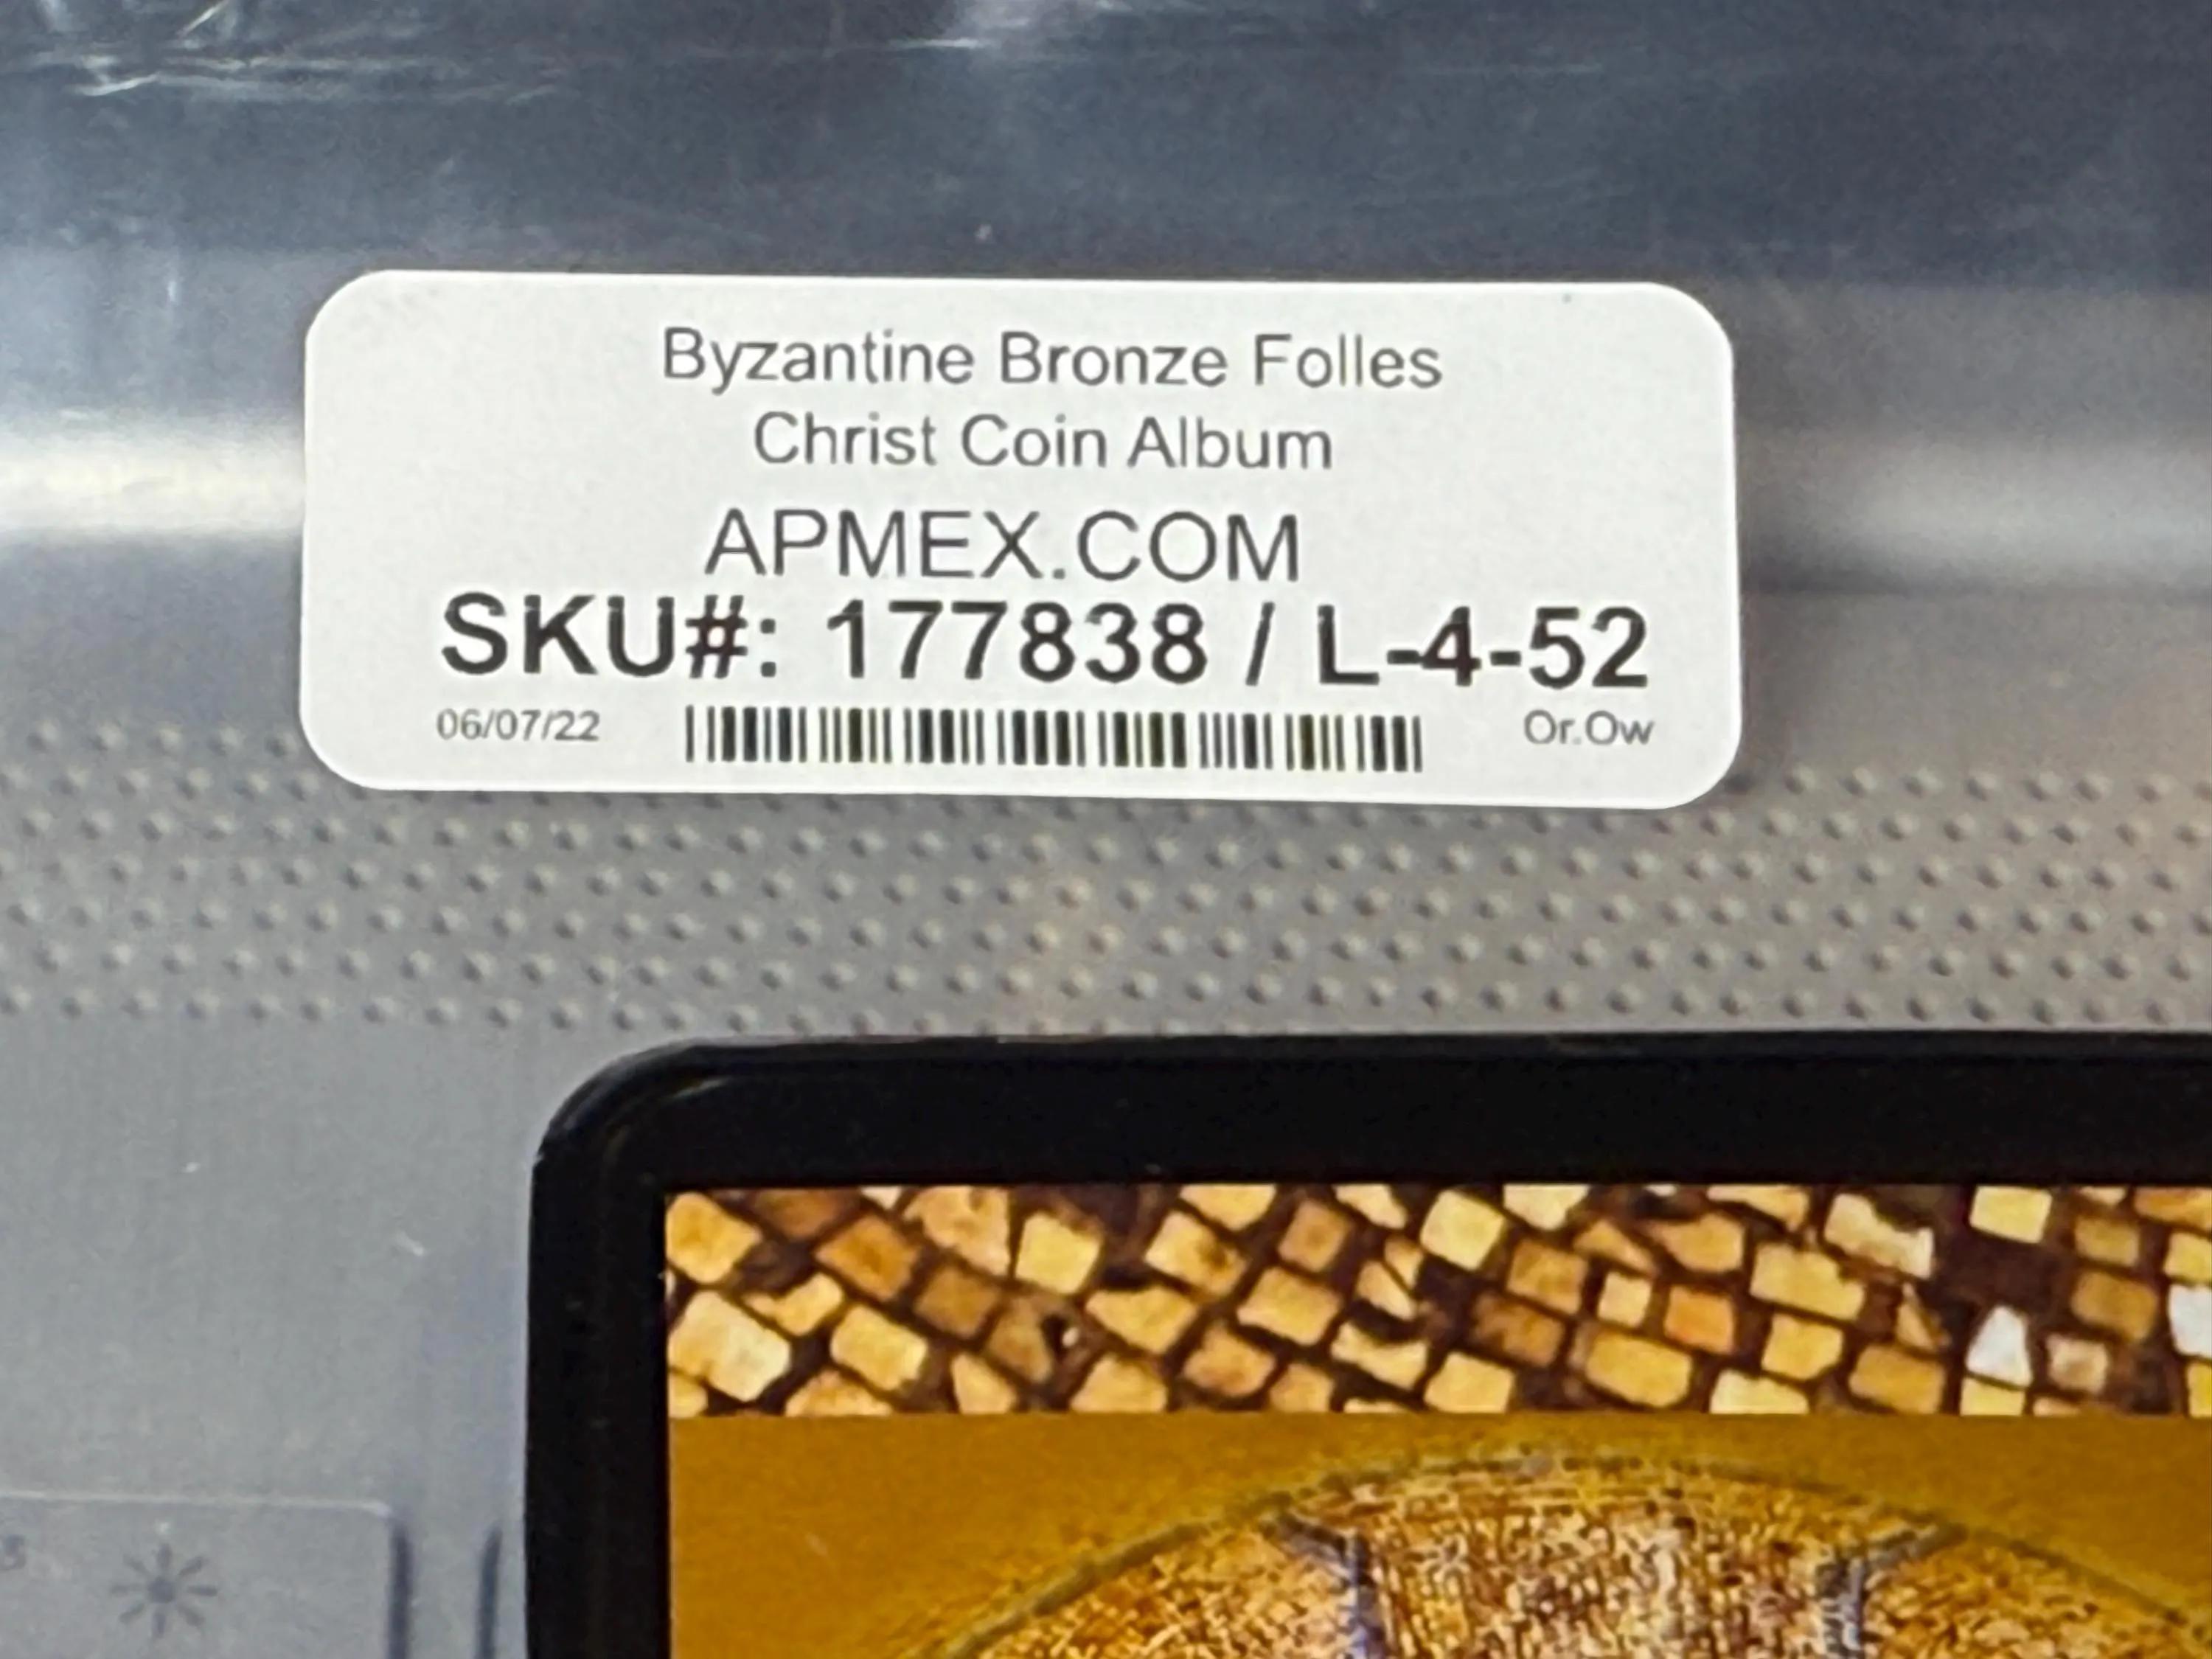 Byzantine Bronze Folles
Christ Coin Album
APMEX.COM
SKU#: 177838 / L-4-52
06/07/22
Or.Ow